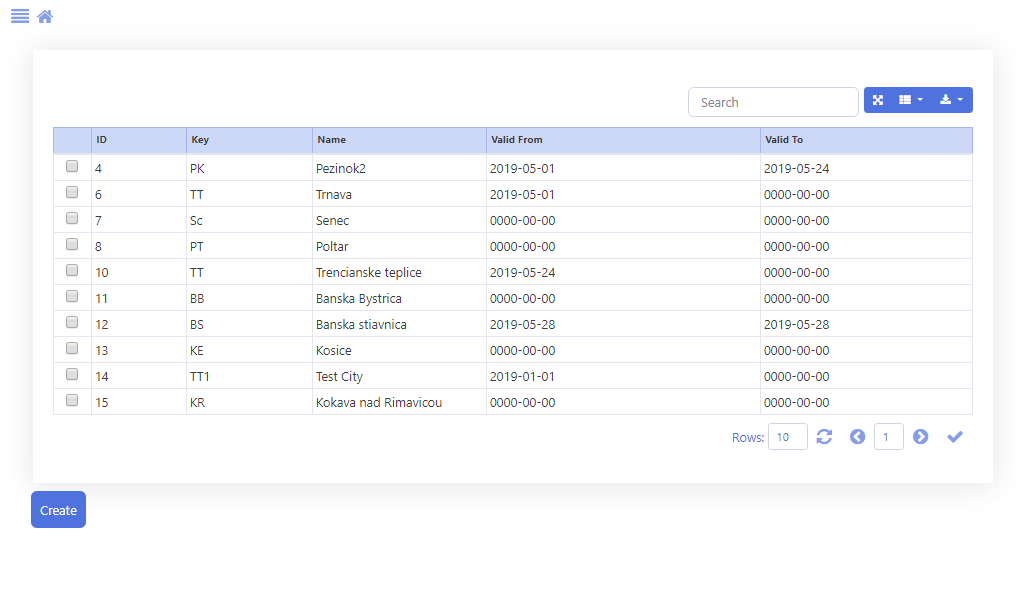 Search
ID Key Name Valid From Valid To
4 PK Pezinok2 2019-05-01 2019-05-24
6 TT Trnava 2019-05-01 0000-00-00
7 Sc Senec 0000-00-00 0000-00-00
8 PT Poltar 0000-00-00 0000-00-00
10 TT Trencianske teplice 2019-05-24 0000-00-00
11 BB Banska Bystrica 0000-00-00 0000-00-00
12 BS Banska stiavnica 2019-05-28 2019-05-28
13 KE Kosice 0000-00-00 0000-00-00
14 TT1 Test City 2019-01-01 0000-00-00
15 KR Kokava nad Rimavicou 0000-00-00 0000-00-00
Rows: 10 1
Create